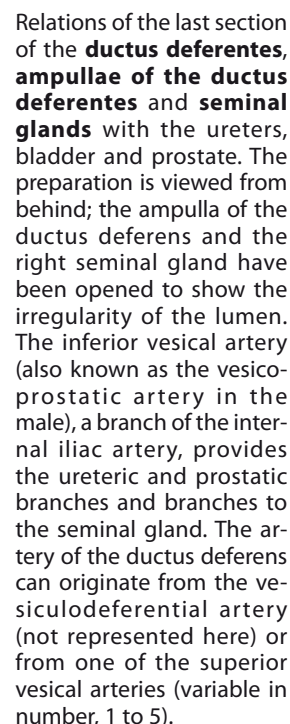 Relations of the last section
of the ductus deferentes,
ampullae of the ductus
deferentes and seminal
glands with the ureters,
bladder and prostate. The
preparation is viewed from
behind; the ampulla of the
ductus deferens and the
right seminal gland have
been opened to show the
irregularity of the lumen.
The inferior vesical artery
(also known as the vesico-
prostatic artery in the
male), a branch of the inter-
nal iliac artery, provides
the ureteric and prostatic
branches and branches to
the seminal gland. The ar-
tery of the ductus deferens
can originate from the ve-
siculodeferential artery
(not represented here) or
from one of the superior
vesical arteries (variable in
number, 1 to 5).